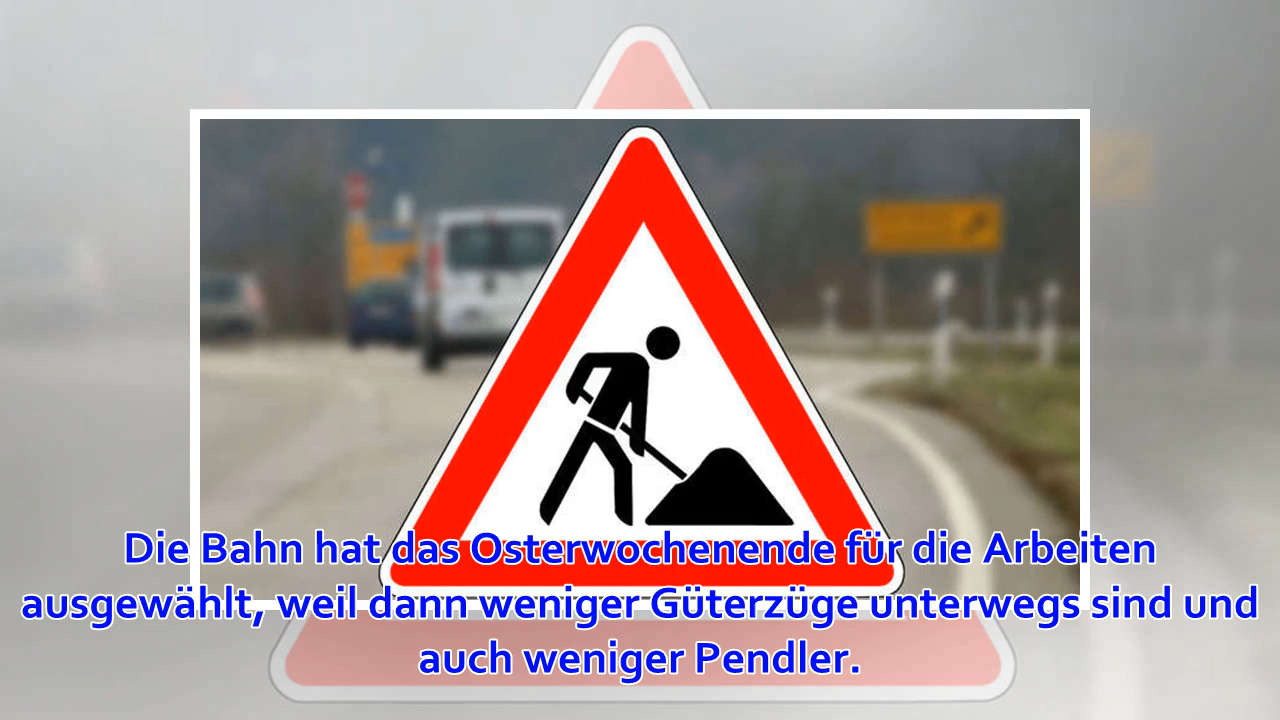 Die Bahn hat das Osterwochenende für die Arbeiten
ausgewählt, weil dann weniger Güterzüge unterwegs sind und
auch weniger Pendler.